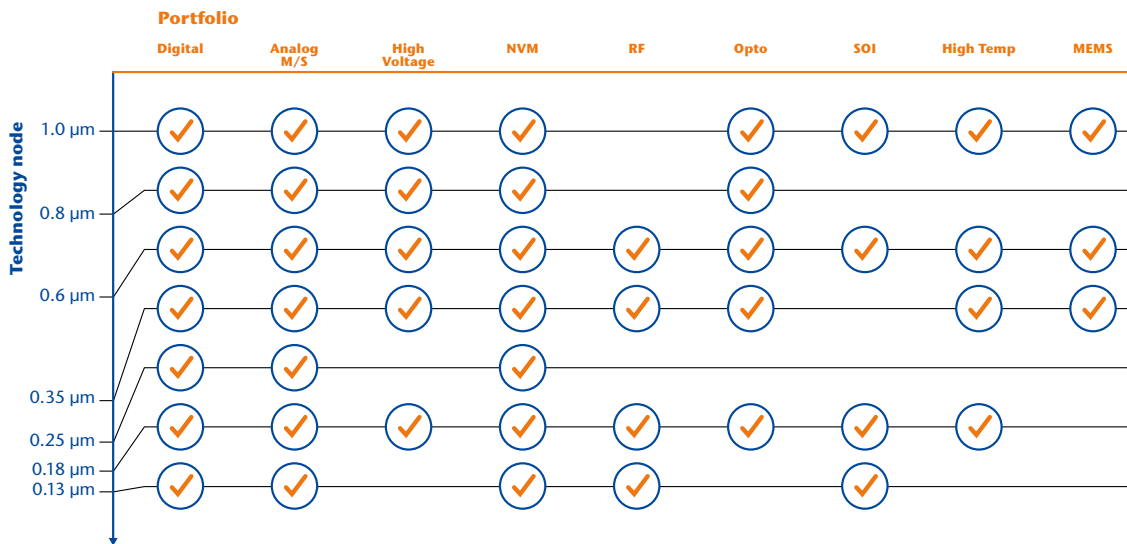 Portfolio
Digital
Analog
M/S
High
Voltage
NVM
RF
Opto
SOI
High Temp
MEMS
Technology node
1.0 µm
0.8 µm
0.6 µm
0.35 µm
0.25 µm
0.18 µm
0.13 µm